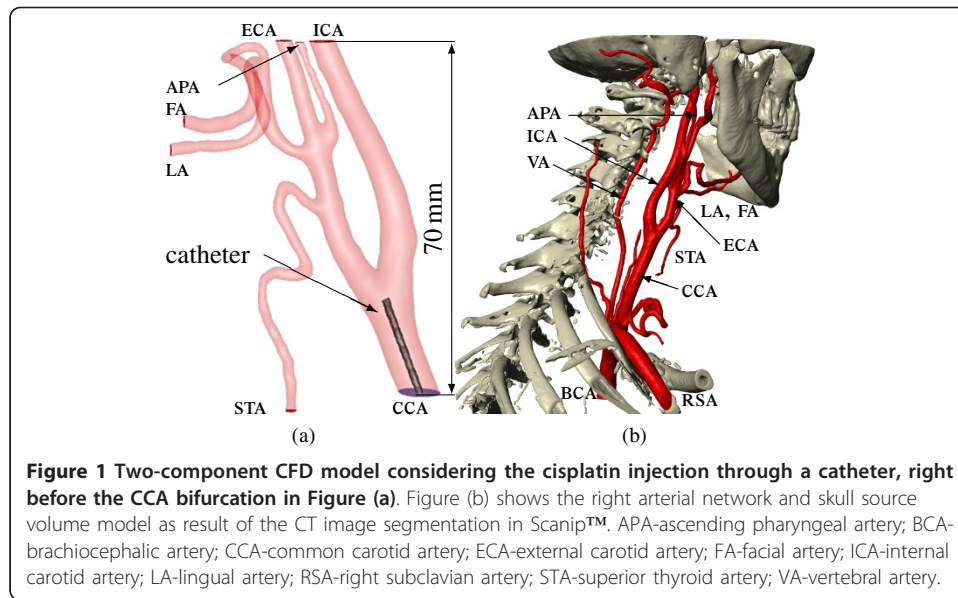 ECA ICA
APA
FA
LA
catheter
70 mm
STA
CCA
(a)
APA
ICA
VA
LA, FA
ECA
STA
CCA
BCA
RSA
(b)
Figure 1 Two-component CFD model considering the cisplatin injection through a catheter, right
before the CCA bifurcation in Figure (a). Figure (b) shows the right arterial network and skull source
volume model as result of the CT image segmentation in Scanip™. APA-ascending pharyngeal artery; BCA-
brachiocephalic artery; CCA-common carotid artery; ECA-external carotid artery; FA-facial artery; ICA-internal
carotid artery; LA-lingual artery; RSA-right subclavian artery; STA-superior thyroid artery; VA-vertebral artery.